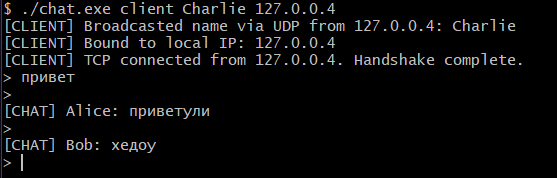 $ ./chat.exe client Charlie 127.0.0.4
[CLIENT] Broadcasted name via UDP from 127.0.0.4: Charlie
[CLIENT] Bound to local IP: 127.0.0.4
[CLIENT] TCP connected from 127.0.0.4. Handshake complete.
> привет
>
[CHAT] Alice: приветули
>
[CHAT] Bob: хедоу
>